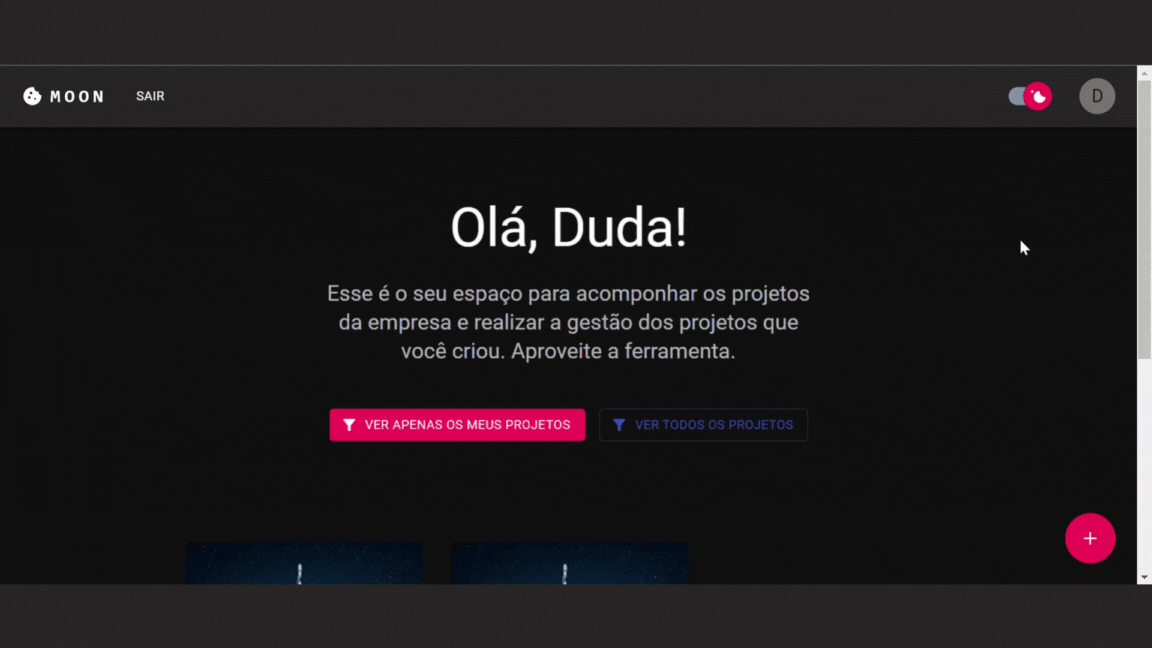 MOON
SAIR
D
Olá, Duda!
Esse é o seu espaço para acomponhar os projetos
da empresa e realizar a gestão dos projetos que
você criou. Aproveite a ferramenta.
VER APENAS OS MEUS PROJETOS
VER TODOS OS PROJETOS
+